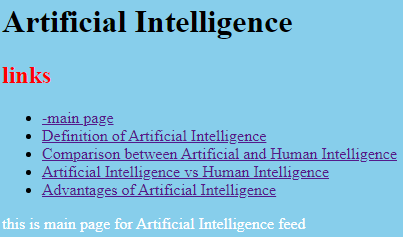 Artificial Intelligence
links
-main page
Definition of Artificial Intelligence
Comparison between Artificial and Human Intelligence
Artificial Intelligence vs Human Intelligence
Advantages of Artificial Intelligence
this is main page for Artificial Intelligence feed